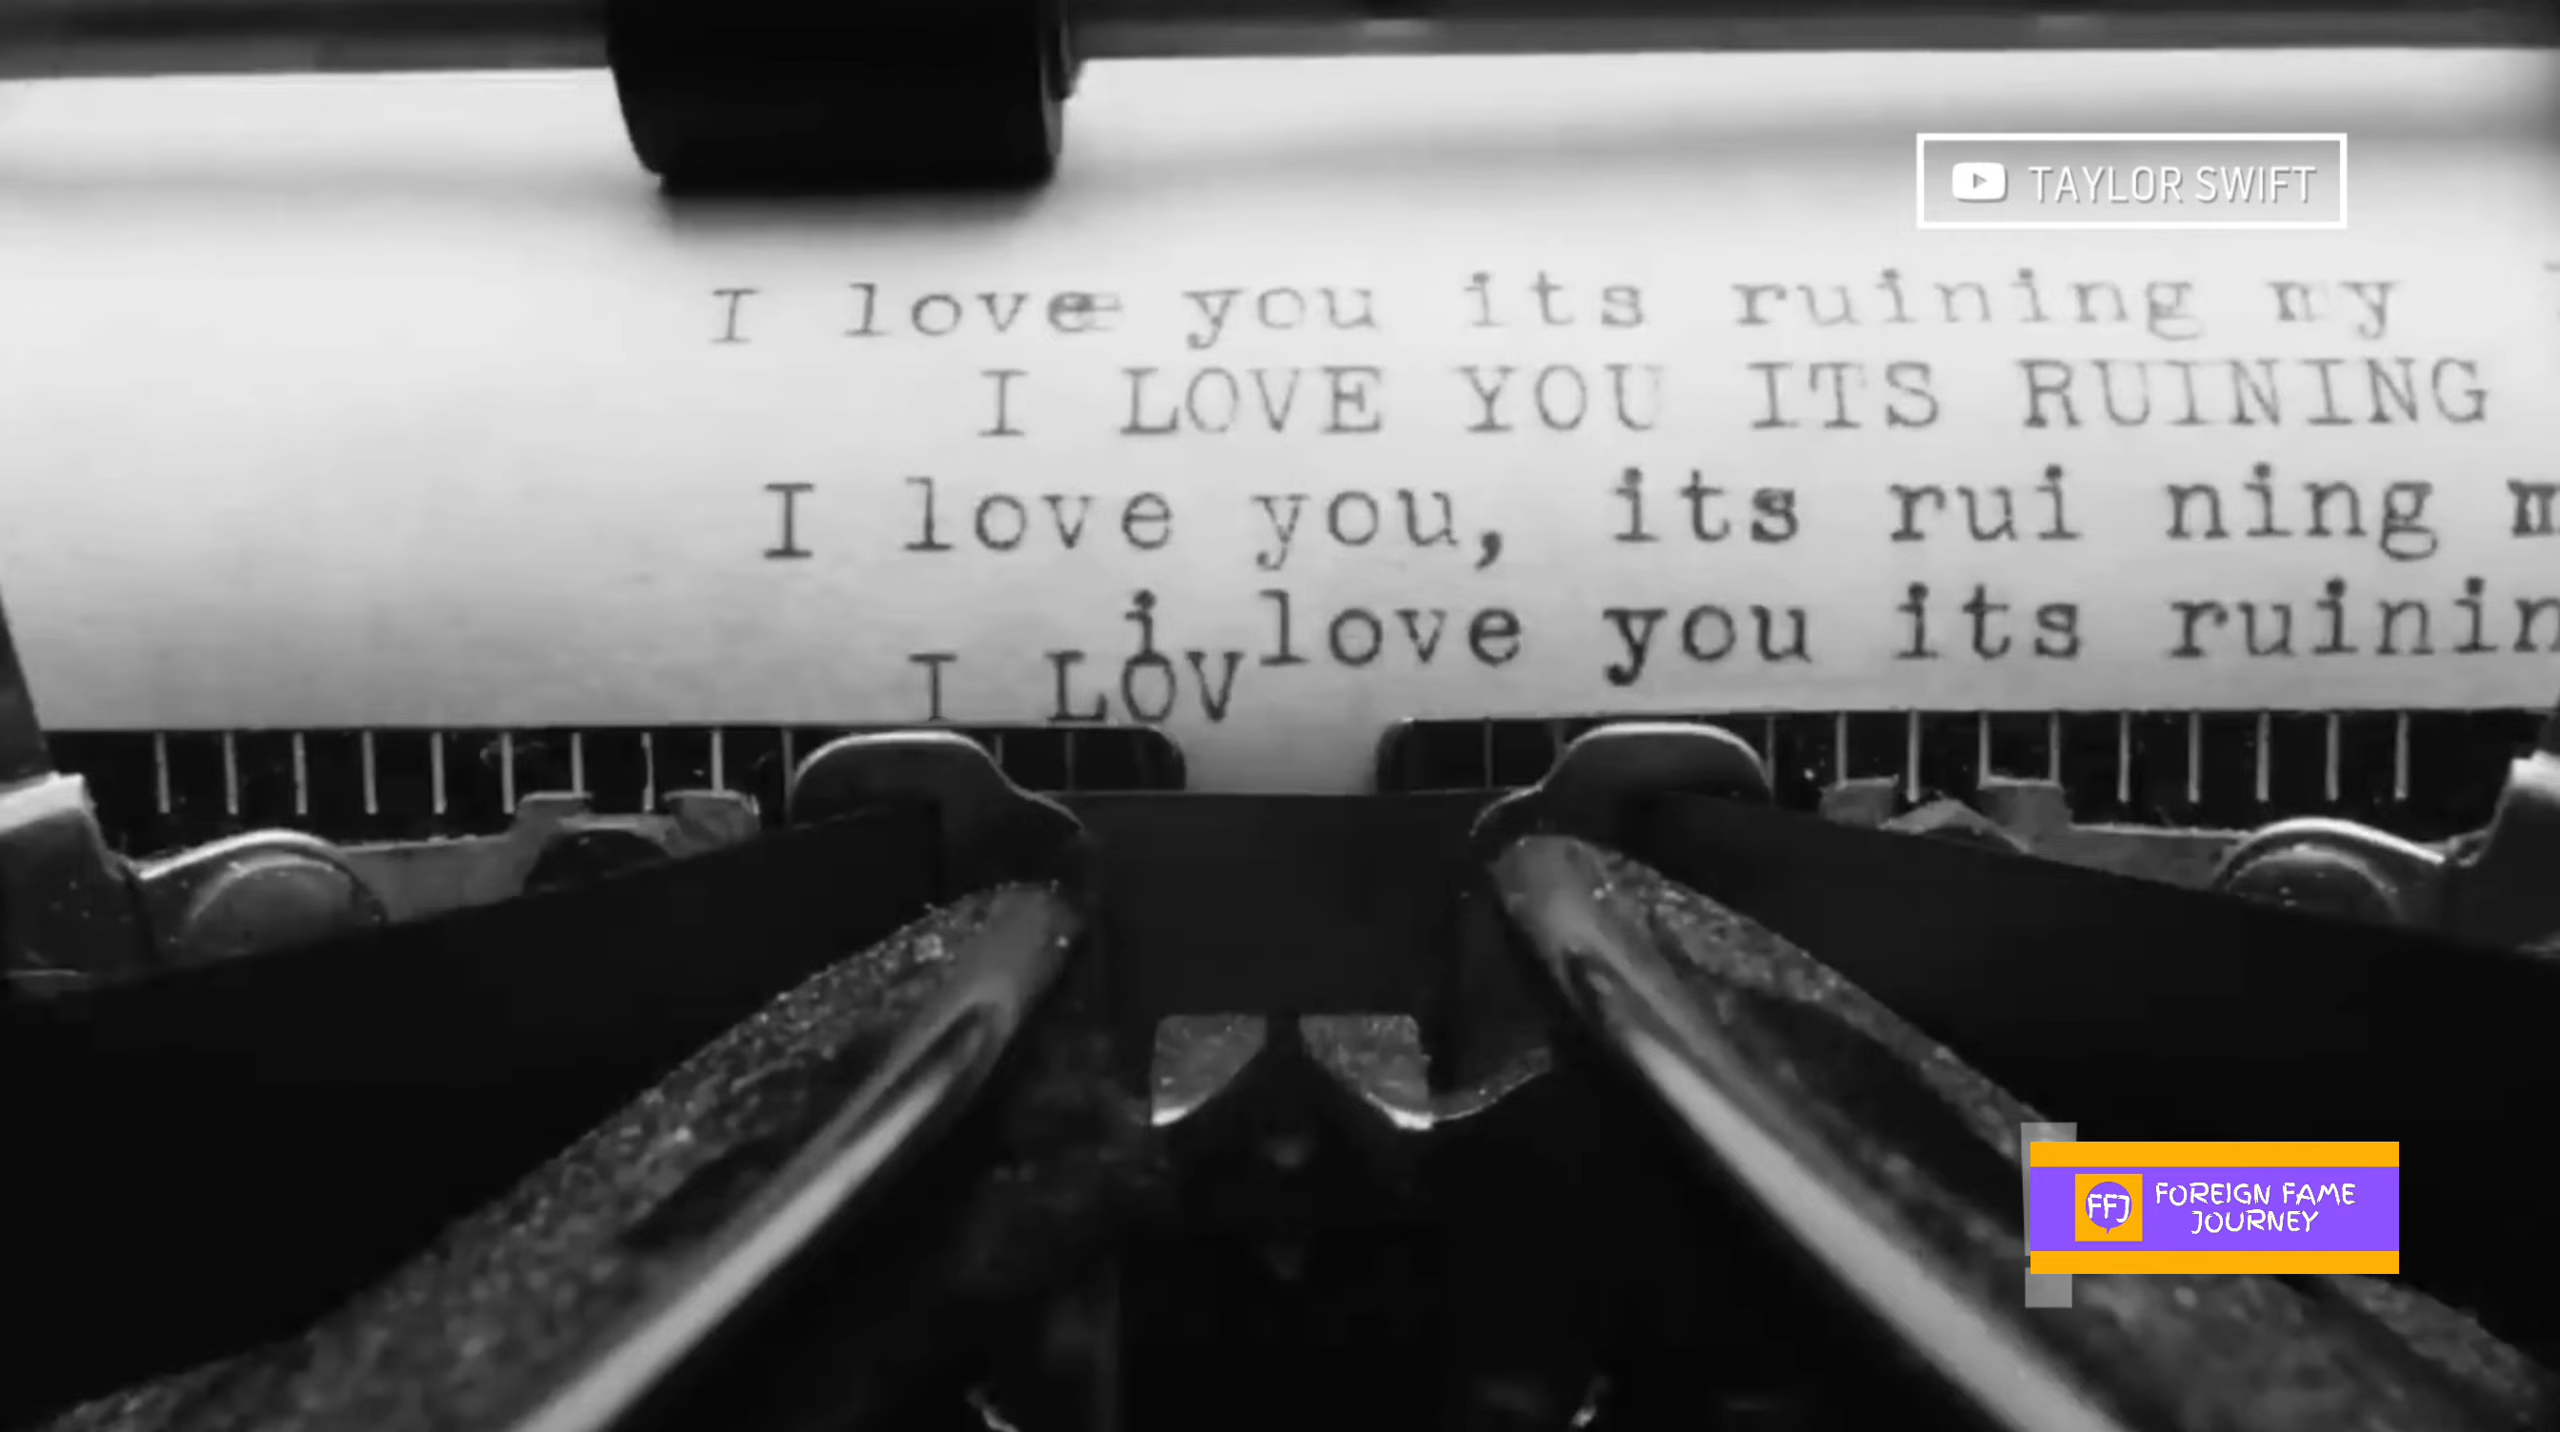 TAYLOR SWIFT
I love you its ruining my
I LOVE YOU ITS RUINING
I love you, its rui ning m
i love you its ruinin
I LOV
FFJ
FOREIGN FAME
JOURNEY